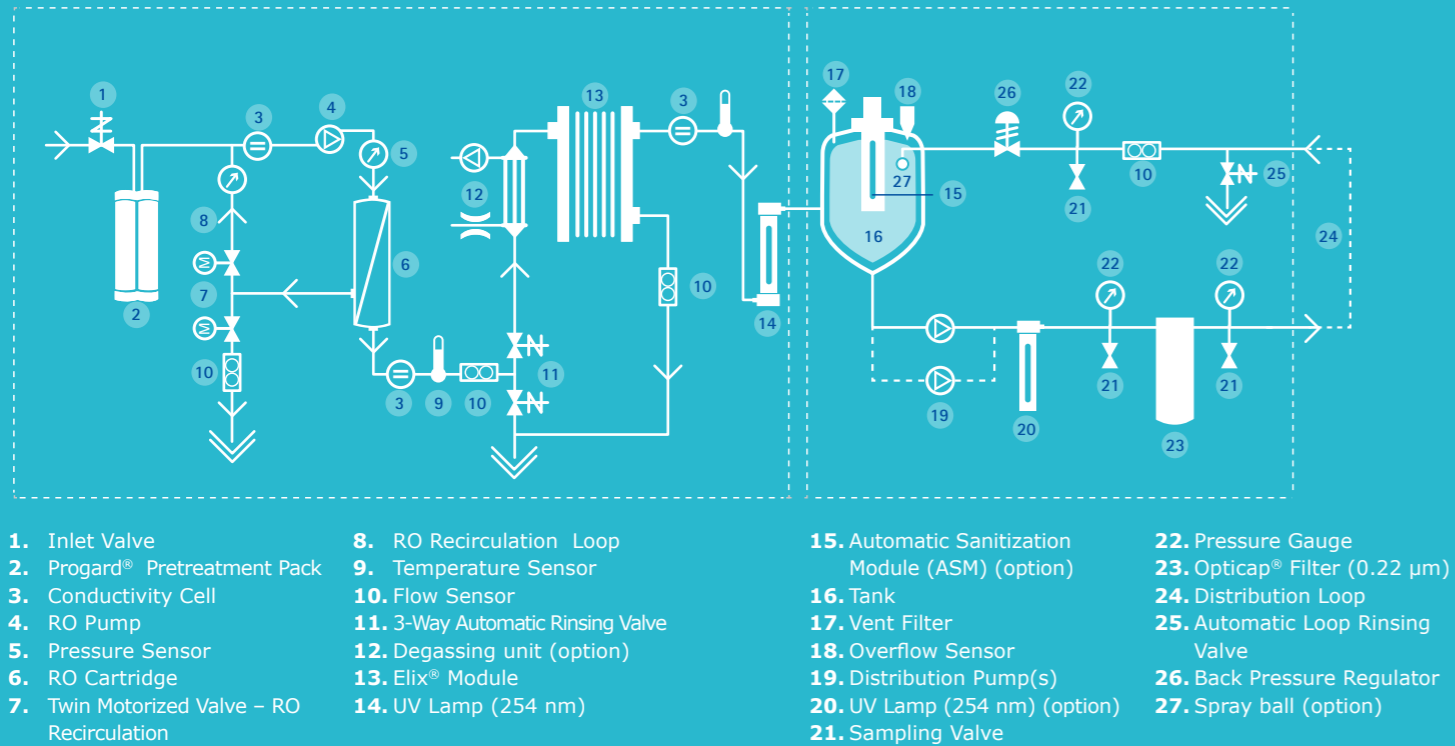 1
3
4
5
13
3
17
18
26
22
8
12
27
15
10
25
21
6
16
24
2
7
10
14
22
22
10
3
9
10
11
19
20
21
21
23
1. Inlet Valve
2. Progard® Pretreatment Pack
3. Conductivity Cell
4. RO Pump
5. Pressure Sensor
6. RO Cartridge
7. Twin Motorized Valve – RO
Recirculation
8. RO Recirculation Loop
9. Temperature Sensor
10. Flow Sensor
11. 3-Way Automatic Rinsing Valve
12. Degassing unit (option)
13. Elix® Module
14. UV Lamp (254 nm)
15. Automatic Sanitization
Module (ASM) (option)
16. Tank
17. Vent Filter
18. Overflow Sensor
19. Distribution Pump(s)
20. UV Lamp (254 nm) (option)
21. Sampling Valve
22. Pressure Gauge
23. Opticap® Filter (0.22 µm)
24. Distribution Loop
25. Automatic Loop Rinsing
Valve
26. Back Pressure Regulator
27. Spray ball (option)
M
M